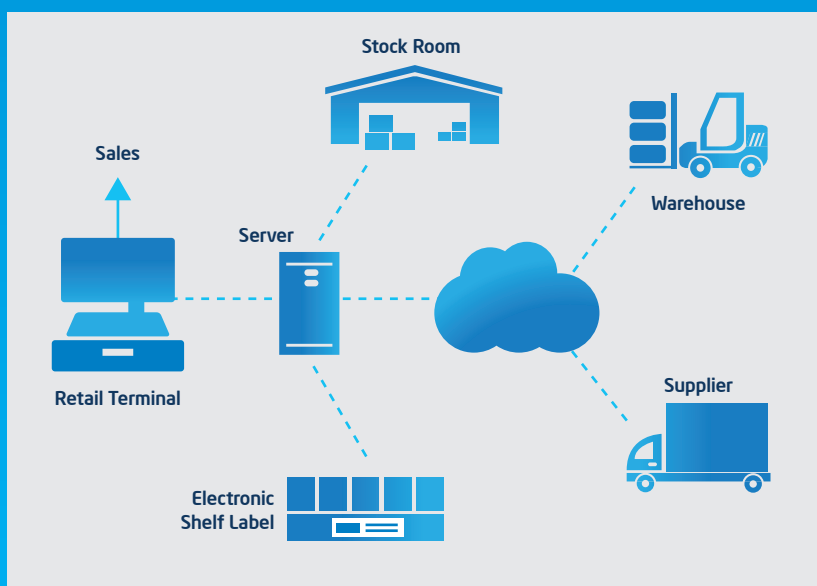 Stock Room
Sales
Warehouse
Server
Retail Terminal
Supplier
Electronic
Shelf Label